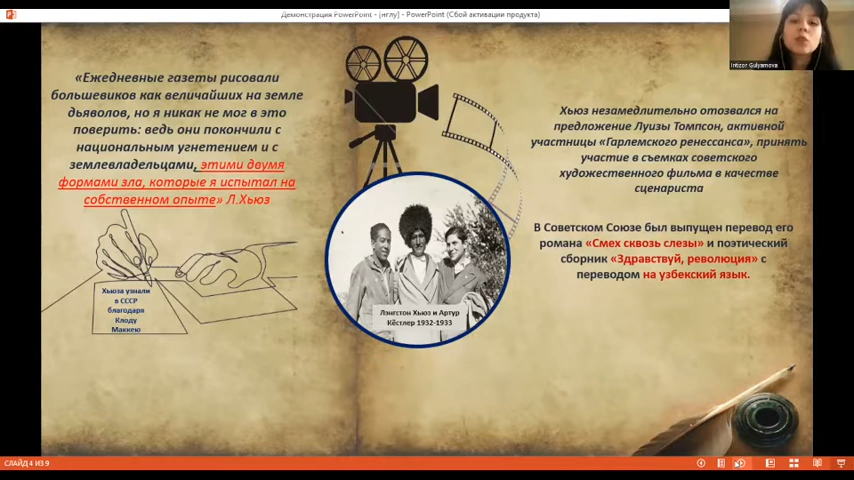 Демонстрация PowerPoint - [нглу] - PowerPoint (Сбой активации продукта)
Intizor Gulyamova
«Ежедневные газеты рисовали
большевиков как величайших на земле
дьяволов, но я никак не мог в это
поверить: ведь они покончили с
национальным угнетением и с
землевладельцами, этими двумя
формами зла, которые я испытал на
собственном опыте» Л.Хьюз
Хьюза узнали
в СССР
благодаря
Клоду
Маккею
Лэнгстон Хьюз и Артур
Кёстлер 1932-1933
Хьюз незамедлительно отозвался на
предложение Луизы Томпсон, активной
участницы «Гарлемского ренессанса», принять
участие в съемках советского
художественного фильма в качестве
сценариста
В Советском Союзе был выпущен перевод его
романа «Смех сквозь слезы» и поэтический
сборник «Здравствуй, революция» с
переводом на узбекский язык.
СЛАЙД 4 ИЗ 9